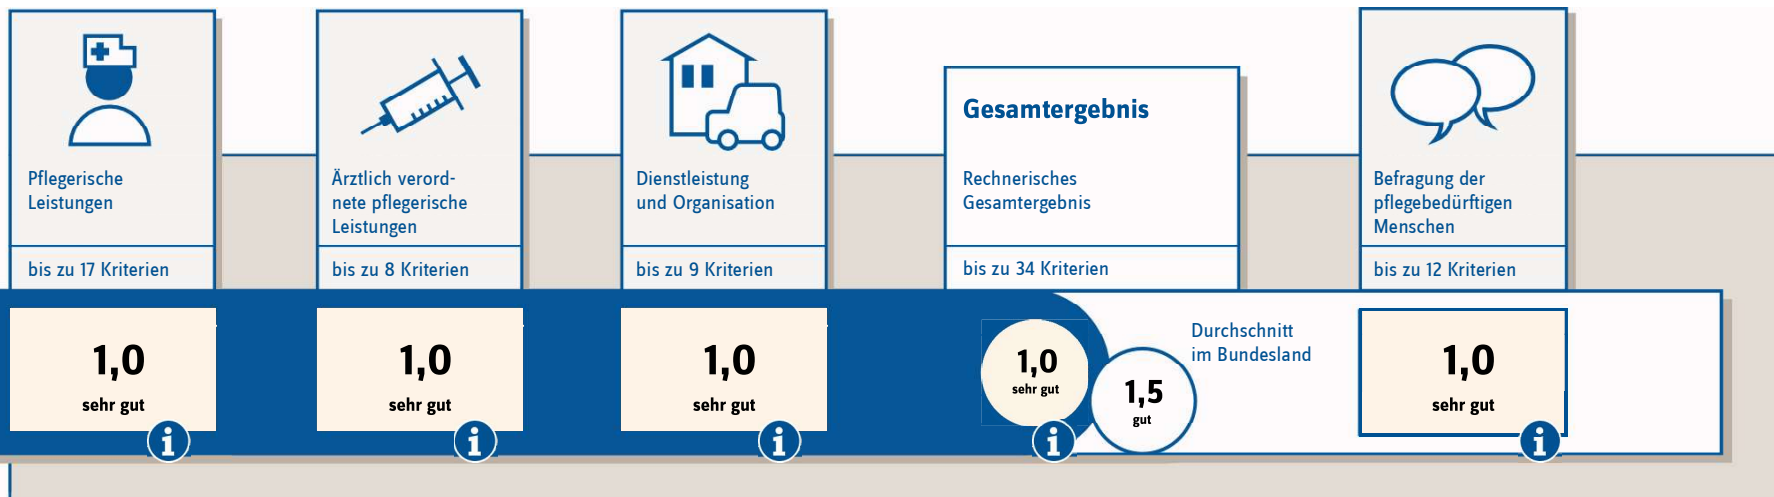 Pflegerische
Leistungen
bis zu 17 Kriterien
1,0
sehr gut
i
Ärztlich verord-
nete pflegerische
Leistungen
bis zu 8 Kriterien
1,0
sehr gut
i
Dienstleistung
und Organisation
bis zu 9 Kriterien
1,0
sehr gut
i
Gesamtergebnis
Rechnerisches
Gesamtergebnis
bis zu 34 Kriterien
1,0
sehr gut
i
1,5
gut
Durchschnitt
im Bundesland
Befragung der
pflegebedürftigen
Menschen
bis zu 12 Kriterien
1,0
sehr gut
i